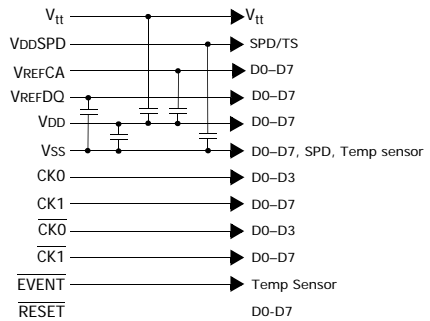 Vtt Vtt
VDDSPD SPD/TS
VREFCA D0–D7
VREFDQ D0–D7
VDD D0–D7
VSS D0–D7, SPD, Temp sensor
CK0 D0–D3
CK1 D0–D7
CK0 D0–D3
CK1 D0–D7
EVENT Temp Sensor
RESET D0-D7